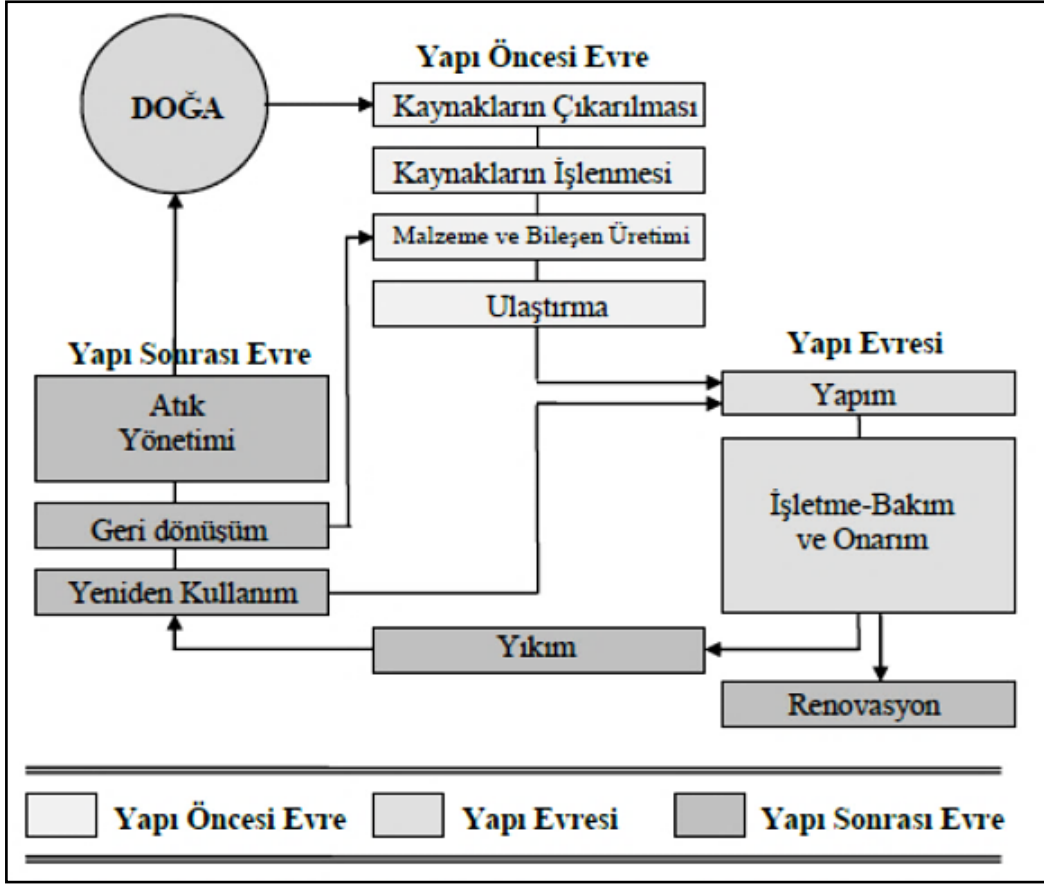 DOĞA
Yapı Öncesi Evre
Kaynakların Çıkarılması
Kaynakların İşlenmesi
Malzeme ve Bileşen Üretimi
Ulaştırma
Yapı Evresi
Yapım
İşletme-Bakım
ve Onarım
Renovasyon
Yıkım
Yapı Sonrası Evre
Atık
Yönetimi
Geri dönüşüm
Yeniden Kullanım
Yapı Öncesi Evre
Yapı Evresi
Yapı Sonrası Evre